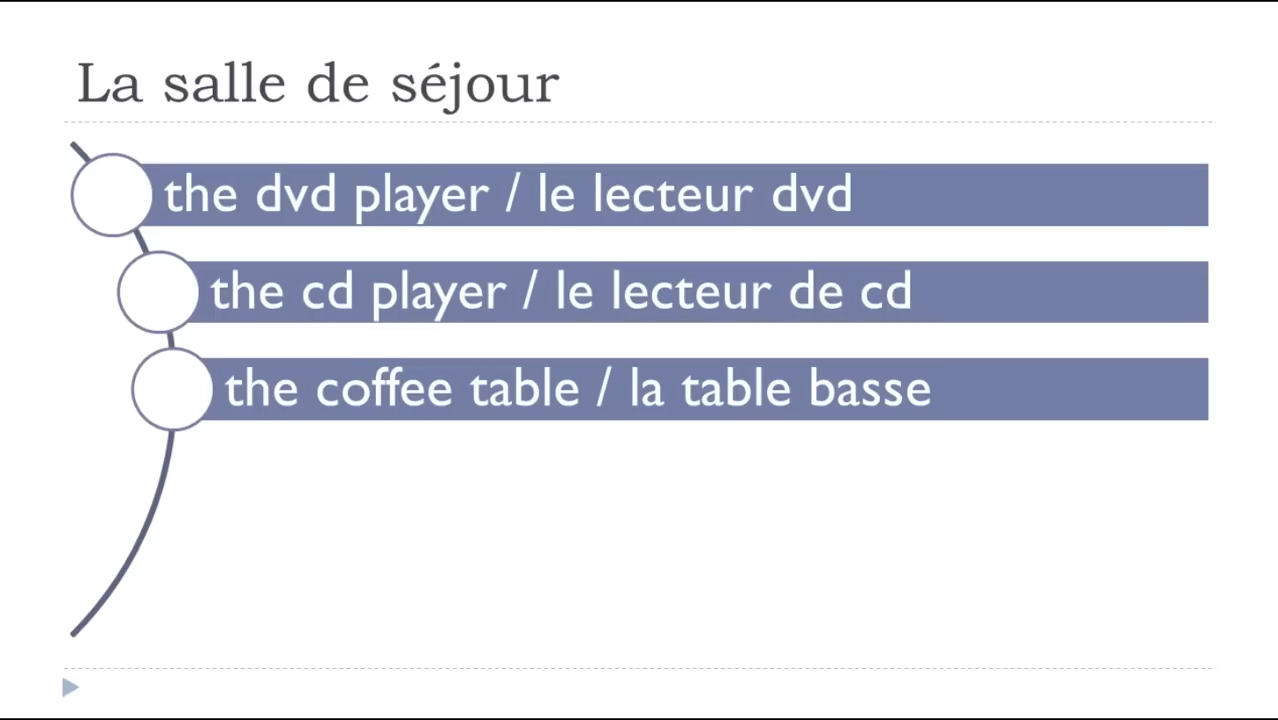 La salle de séjour
the dvd player / le lecteur dvd
the cd player / le lecteur de cd
the coffee table / la table basse